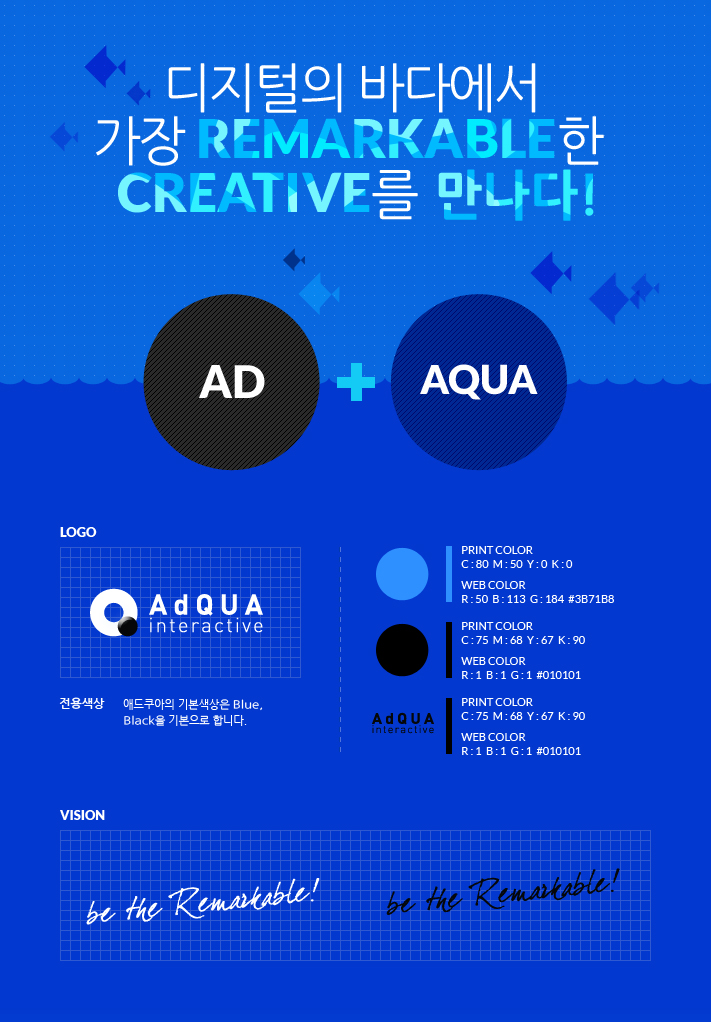 디지털의 바다에서
가장 REMARKABLE한
CREATIVE를 만나다!
AD
AQUA
LOGO
AdQUA
interactive
전용색상 애드쿠아의 기본색상은 Blue,
Black을 기본으로 합니다.
PRINT COLOR
C : 80 M : 50 Y : 0 K : 0
WEB COLOR
R : 50 B : 113 G : 184 #3B71B8
PRINT COLOR
C : 75 M : 68 Y : 67 K : 90
WEB COLOR
R : 1 B : 1 G : 1 #010101
AdQUA
interactive
PRINT COLOR
C : 75 M : 68 Y : 67 K : 90
WEB COLOR
R : 1 B : 1 G : 1 #010101
VISION
be the Remarkable!
be the Remarkable!